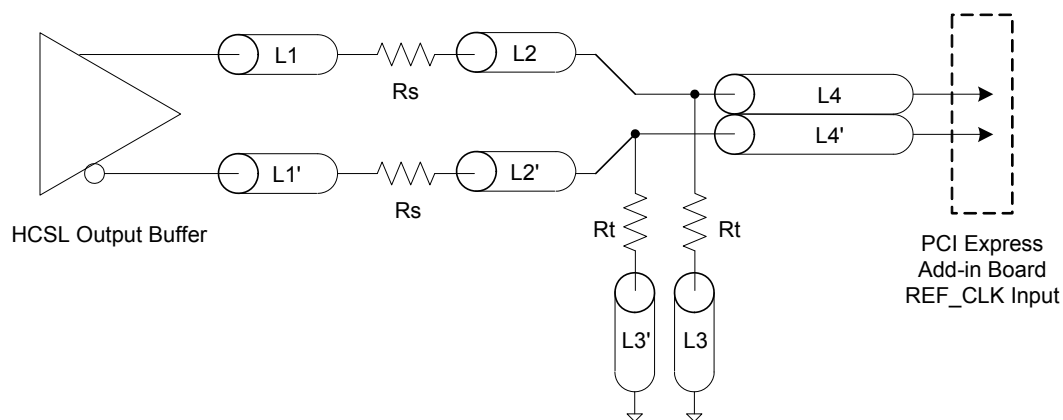 L1
Rs
L2
L4
L4'
L1'
Rs
L2'
HCSL Output Buffer
Rt
Rt
L3'
L3
PCI Express
Add-in Board
REF_CLK Input